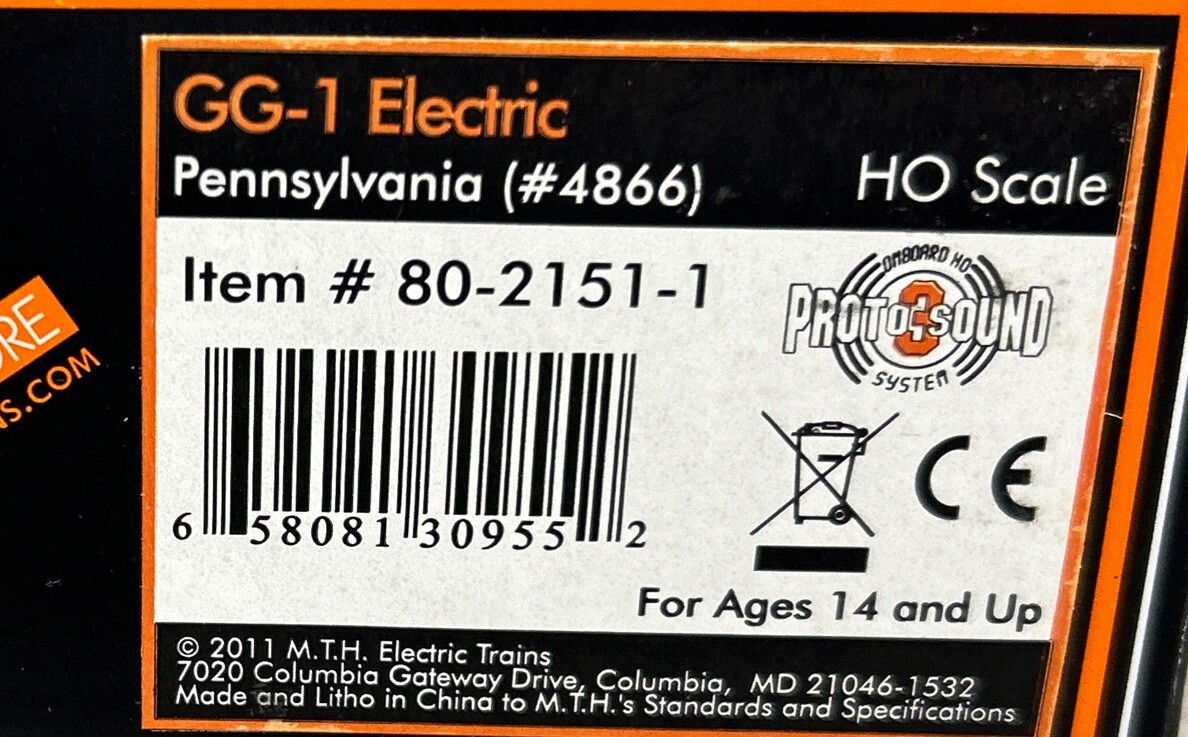 GG-1 Electric
Pennsylvania (#4866) HO Scale
Item # 80-2151-1
ONBOARD HO
PROTO SOUND
3
SYSTEM
6 58081 30955 2
CE
For Ages 14 and Up
© 2011 M.T.H. Electric Trains
7020 Columbia Gateway Drive, Columbia, MD 21046-1532
Made and Litho in China to M.T.H.'s Standards and Specifications
.COM